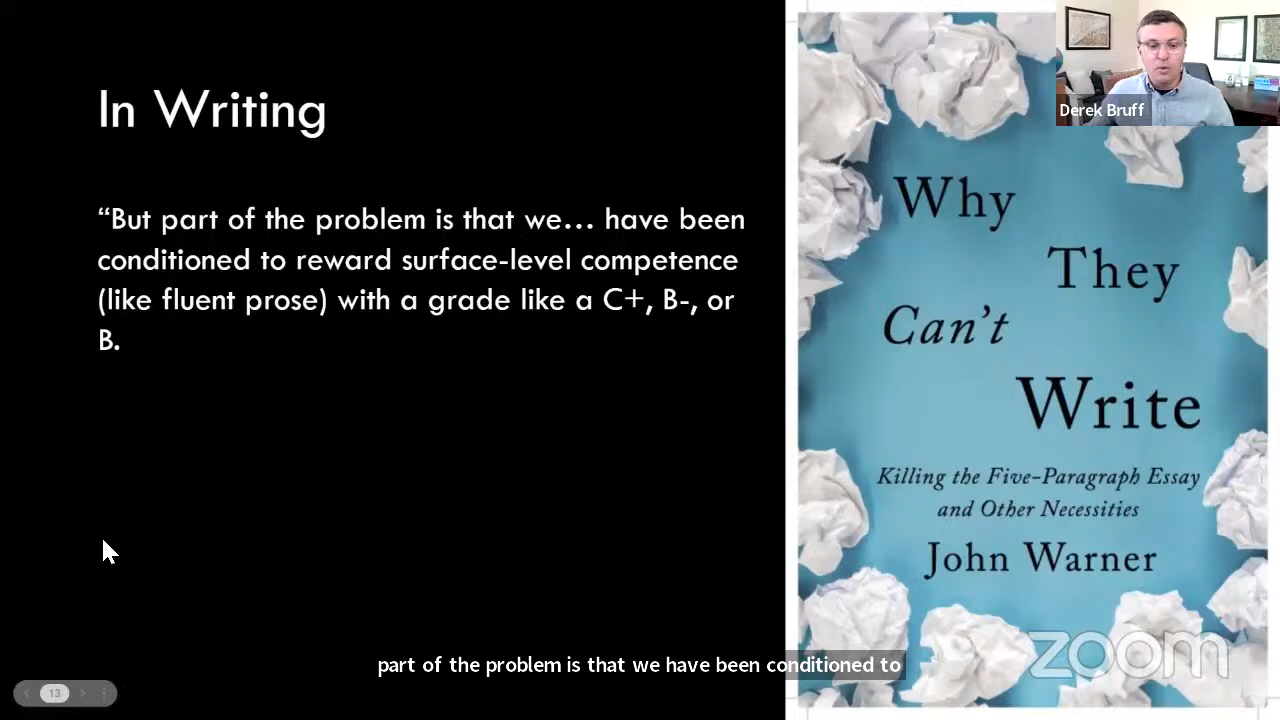 In Writing
“But part of the problem is that we… have been
conditioned to reward surface-level competence
(like fluent prose) with a grade like a C+, B-, or
B.
Derek Bruff
Why
They
Can’t
Write
Killing the Five-Paragraph Essay
and Other Necessities
John Warner
zoom
part of the problem is that we have been conditioned to
13